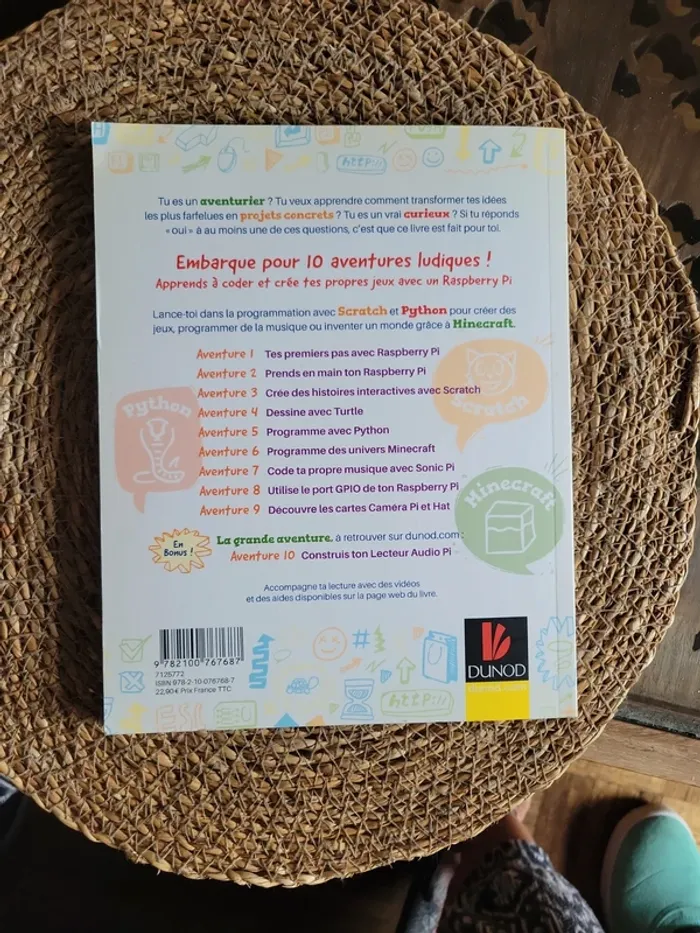 http://
Tu es un aventurier ? Tu veux apprendre comment transformer tes idées
les plus farfelues en projets concrets ? Tu es un vrai curieux ? Si tu réponds
« oui » à au moins une de ces questions, c'est que ce livre est fait pour toi.
Embarque pour 10 aventures ludiques !
Apprends à coder et crée tes propres jeux avec un Raspberry Pi
Lance-toi dans la programmation avec Scratch et Python pour créer des
jeux, programmer de la musique ou inventer un monde grâce à Minecraft.
Aventure 1 Tes premiers pas avec Raspberry Pi
Aventure 2 Prends en main ton Raspberry Pi
Aventure 3 Crée des histoires interactives avec Scratch
Aventure 4 Dessine avec Turtle
Aventure 5 Programme avec Python
Aventure 6 Programme des univers Minecraft
Aventure 7 Code ta propre musique avec Sonic Pi
Aventure 8 Utilise le port GPIO de ton Raspberry Pi
Aventure 9 Découvre les cartes Caméra Pi et Hat
Python
Scratch
Minecraft
En Bonus !
La grande aventure, à retrouver sur dunod.com :
Aventure 10 Construis ton Lecteur Audio Pi
Accompagne ta lecture avec des vidéos
et des aides disponibles sur la page web du livre.
9 782100 767687
7125772
ISBN 978-2-10-076768-7
22,90 € Prix France TTC
#
http://
ESC
DUNOD